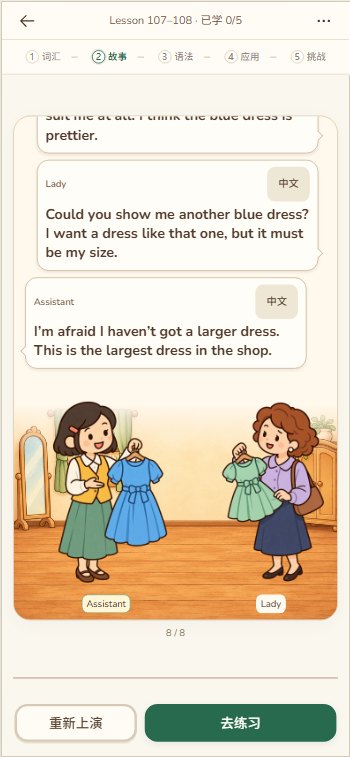 Lesson 107–108 · 已学 0/5
1 词汇 – 2 故事 – 3 语法 – 4 应用 – 5 挑战
suit me at all. I think the blue dress is
prettier.
Lady 中文
Could you show me another blue dress?
I want a dress like that one, but it must
be my size.
Assistant 中文
I'm afraid I haven't got a larger dress.
This is the largest dress in the shop.
Assistant Lady
8 / 8
重新上演 去练习